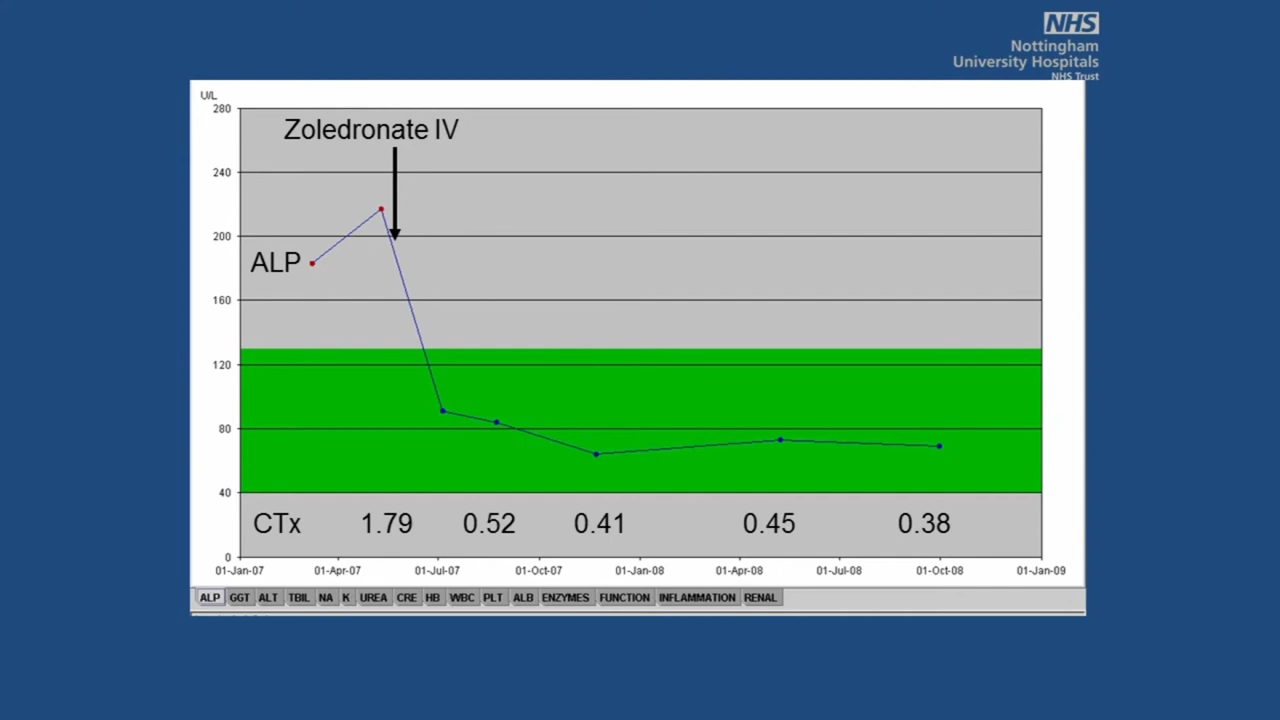 NHS
Nottingham
University Hospitals
NHS Trust
U/L
280
Zoledronate IV
240
200
ALP
160
120
80
40
CTx 1.79 0.52 0.41 0.45 0.38
0
01-Jan-07 01-Apr-07 01-Jul-07 01-Oct-07 01-Jan-08 01-Apr-08 01-Jul-08 01-Oct-08 01-Jan-09
ALP GGT ALT TBIL NA K UREA CRE HB WBC PLT ALB ENZYMES FUNCTION INFLAMMATION RENAL